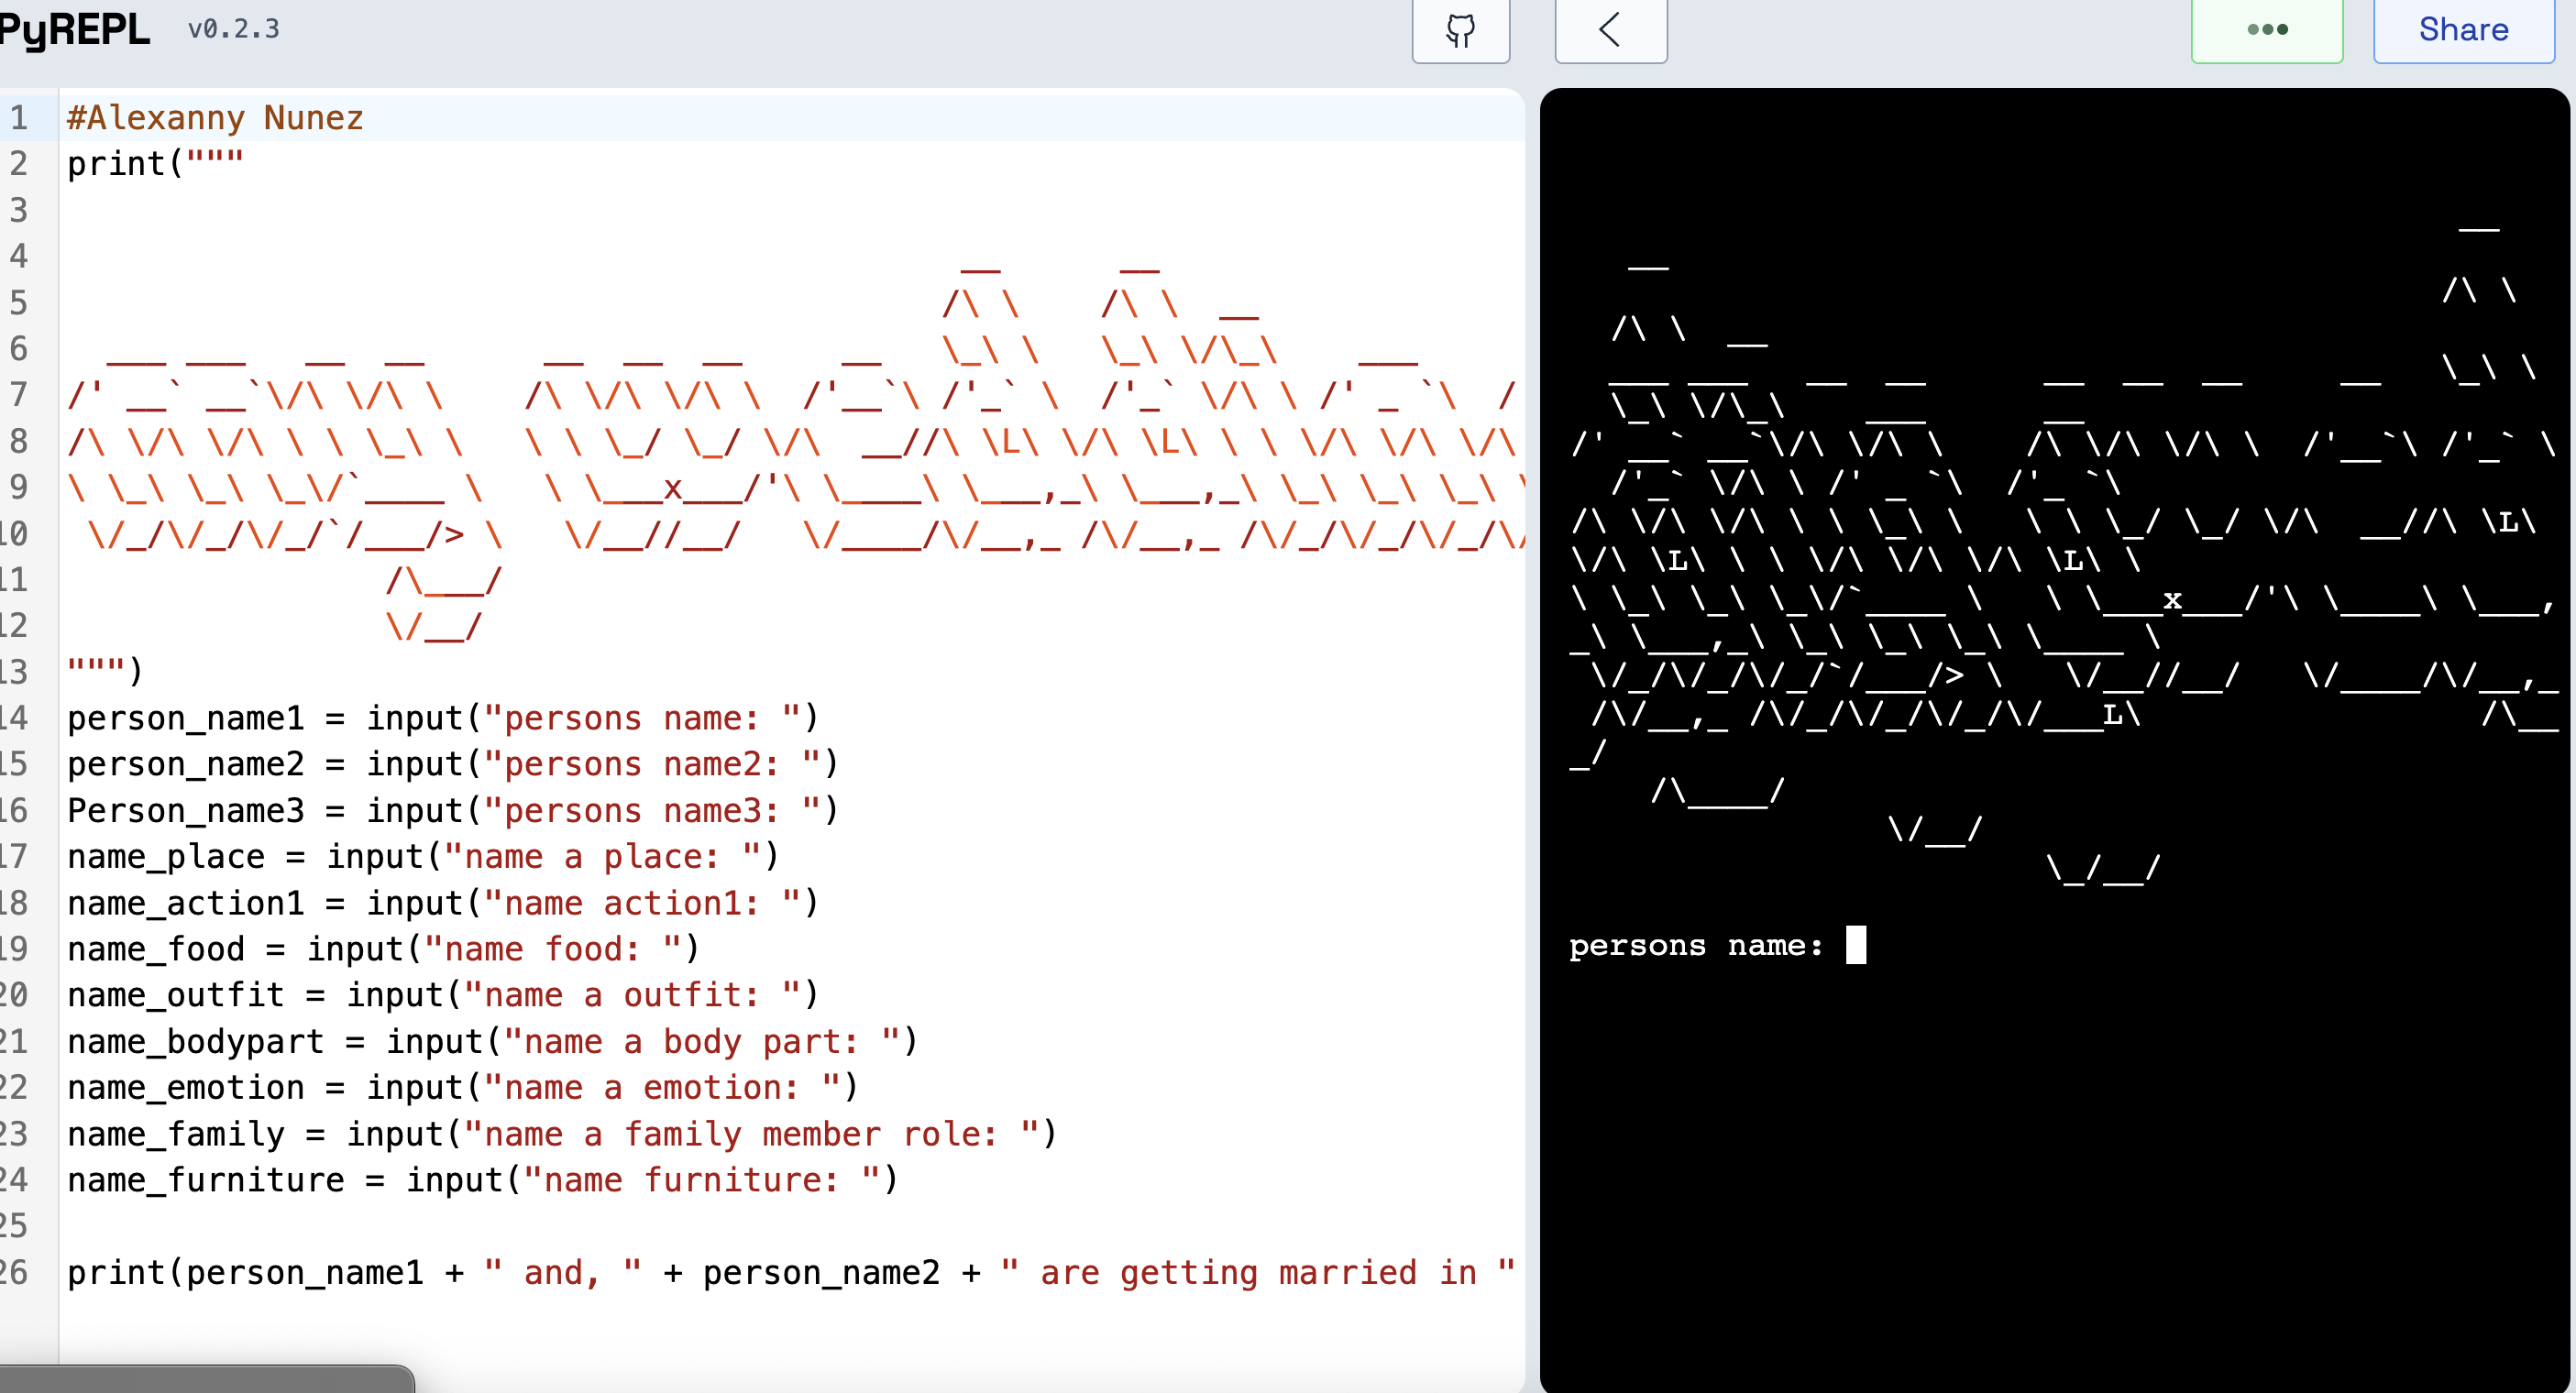 PyREPL v0.2.3
Share
1 #Alexanny Nunez
2 print("""
3
4                                              __      __
5                                             /\ \    /\ \  __
6   ___ ___   __  __      __  __  __     __   \_\ \   \_\ \/\_\    ___
7 /' __` __`\/\ \/\ \    /\ \/\ \/\ \  /'__`\ /'_` \  /'_` \/\ \ /' _ `\  /
8 /\ \/\ \/\ \ \ \_\ \   \ \ \_/ \_/ \/\  __//\ \L\ \/\ \L\ \ \ \/\ \/\ \/\
9 \ \_\ \_\ \_\/`____ \   \ \___x___/'\ \____\ \___,_\ \___,_\ \_\ \_\ \_\ \
10  \/_/\/_/\/_/`/___/> \   \/__//__/   \/____/\/__,_ /\/__,_ /\/_/\/_/\/_/\/
11                 /\___/
12                 \/__/
13 """)
14 person_name1 = input("persons name: ")
15 person_name2 = input("persons name2: ")
16 Person_name3 = input("persons name3: ")
17 name_place = input("name a place: ")
18 name_action1 = input("name action1: ")
19 name_food = input("name food: ")
20 name_outfit = input("name a outfit: ")
21 name_bodypart = input("name a body part: ")
22 name_emotion = input("name a emotion: ")
23 name_family = input("name a family member role: ")
24 name_furniture = input("name furniture: ")
25
26 print(person_name1 + " and, " + person_name2 + " are getting married in "
                                             __
   __
                                            /\ \
  /\ \  __
  ___ ___   __  __      __  __  __     __   \_\ \
  \_\ \/\_\    ___      __
/' __` __`\/\ \/\ \    /\ \/\ \/\ \  /'__`\ /'_` \
  /'_` \/\ \ /' _ `\  /'_ `\
/\ \/\ \/\ \ \ \_\ \   \ \ \_/ \_/ \/\  __//\ \L\
\/\ \L\ \ \ \/\ \/\ \/\ \L\ \
\ \_\ \_\ \_\/`____ \   \ \___x___/'\ \____\ \___,
_\ \___,_\ \_\ \_\ \_\ \____ \
 \/_/\/_/\/_/`/___/> \   \/__//__/   \/____/\/__,_
 /\/__,_ /\/_/\/_/\/_/\/___L\                 /\__
_/
    /\____/
                \/__/
                        \_/__/
persons name: